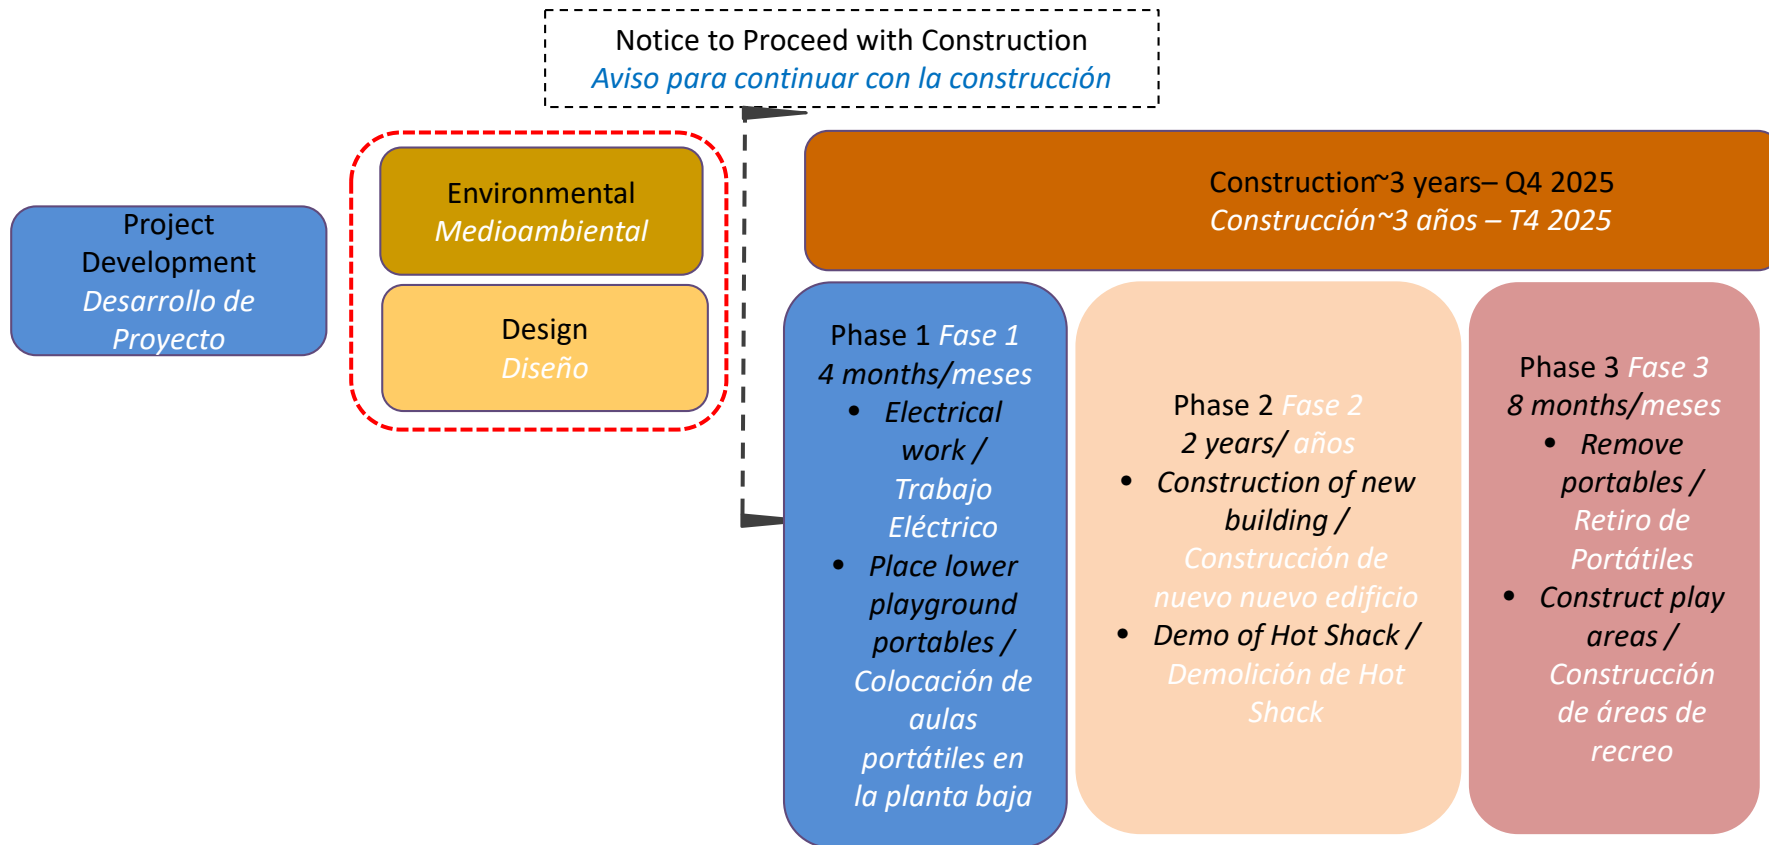 Notice to Proceed with Construction
Aviso para continuar con la construcción
Project
Development
Desarrollo de
Proyecto
Environmental
Medioambiental
Design
Diseño
Construction~3 years– Q4 2025
Construcción~3 años – T4 2025
Phase 1 Fase 1
4 months/meses
• Electrical
work /
Trabajo
Eléctrico
• Place lower
playground
portables /
Colocación de
aulas
portátiles en
la planta baja
Phase 2 Fase 2
2 years/ años
• Construction of new
building /
Construcción de
nuevo nuevo edificio
• Demo of Hot Shack /
Demolición de Hot
Shack
Phase 3 Fase 3
8 months/meses
• Remove
portables /
Retiro de
Portátiles
• Construct play
areas /
Construcción
de áreas de
recreo